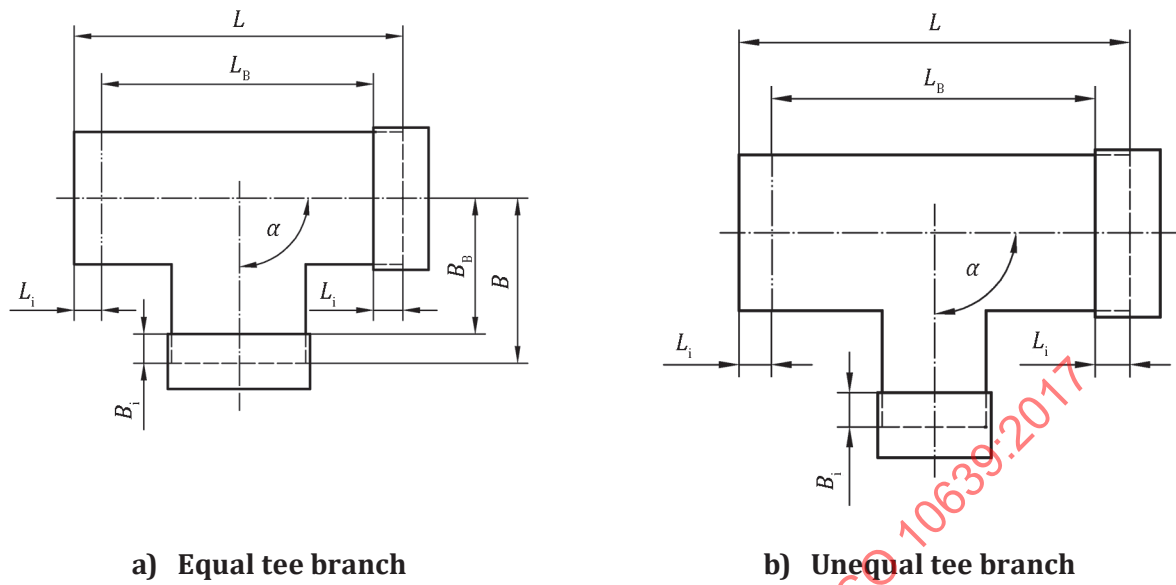 L
L
L_B
L_B
α
α
B_B
B
L_i
L_i
L_i
L_i
B_i
B_i
a) Equal tee branch
b) Unequal tee branch
10639:2017